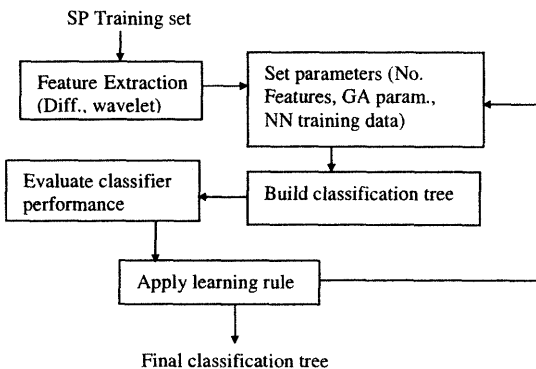 SP Training set
Feature Extraction
(Diff., wavelet)
Set parameters (No.
Features, GA param.,
NN training data)
Build classification tree
Evaluate classifier
performance
Apply learning rule
Final classification tree